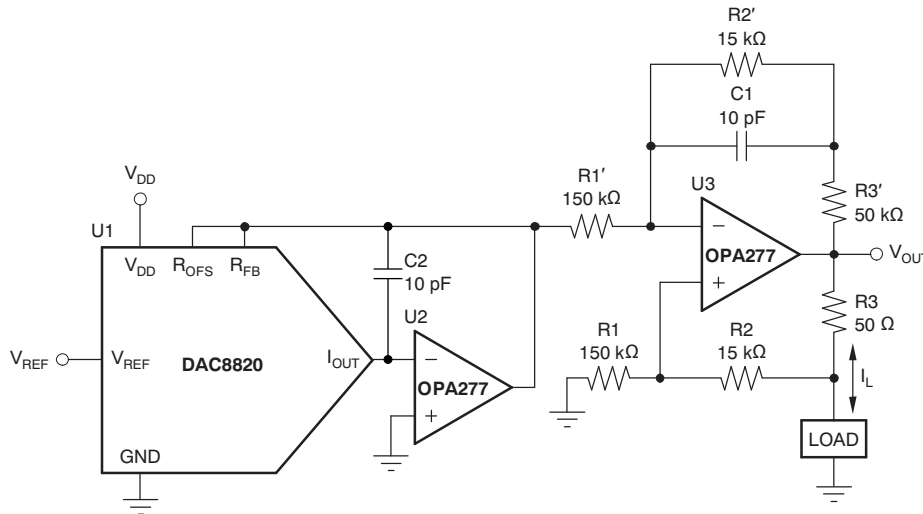 R2′
15 kΩ
C1
10 pF
VDD
U1
R1′
150 kΩ
U3
R3′
50 kΩ
VDD
ROFS
RFB
C2
10 pF
−
OPA277
+
VOUT
U2
R1
150 kΩ
R2
15 kΩ
R3
50 Ω
VREF
VREF
DAC8820
IOUT
−
OPA277
+
IL
LOAD
GND